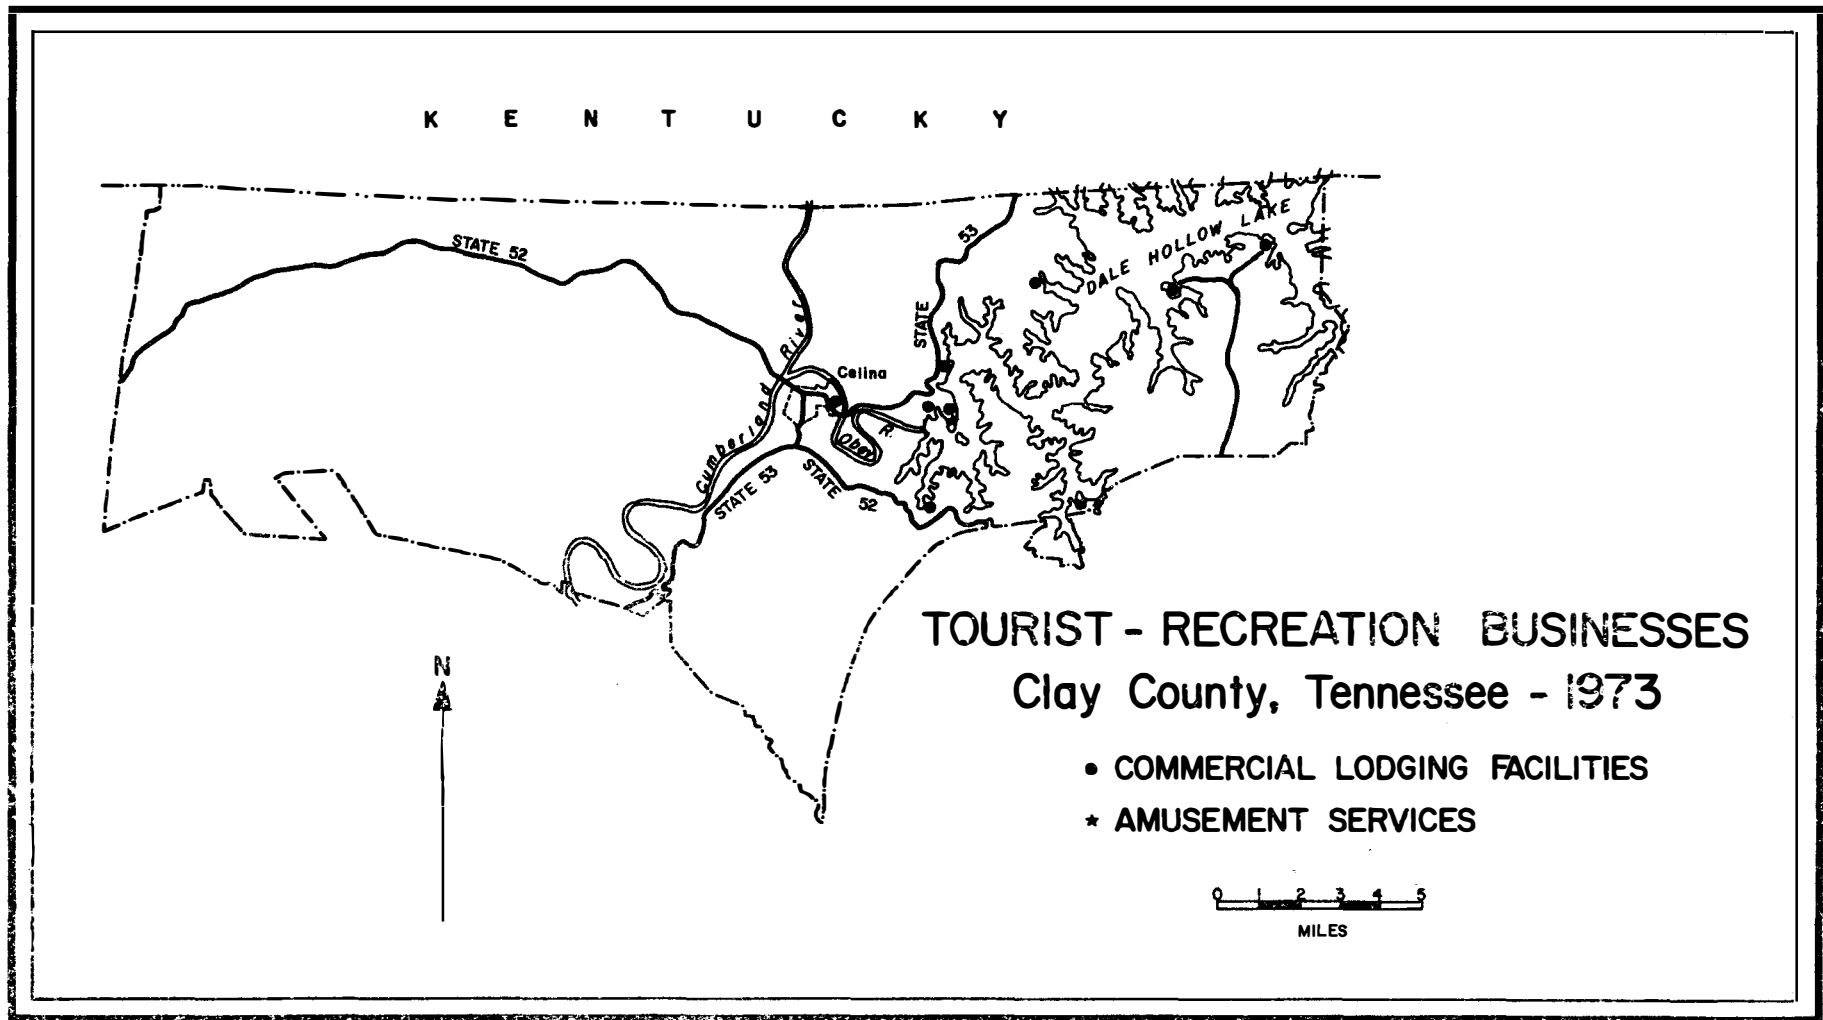 K E N T U C K Y
STATE 52
53
DALE HOLLOW LAKE
STATE
River
Celina
Cumberland
Obey
R.
STATE 53
STATE 52
TOURIST - RECREATION BUSINESSES
Clay County, Tennessee - 1973
N
• COMMERCIAL LODGING FACILITIES
★ AMUSEMENT SERVICES
0 1 2 3 4 5
MILES